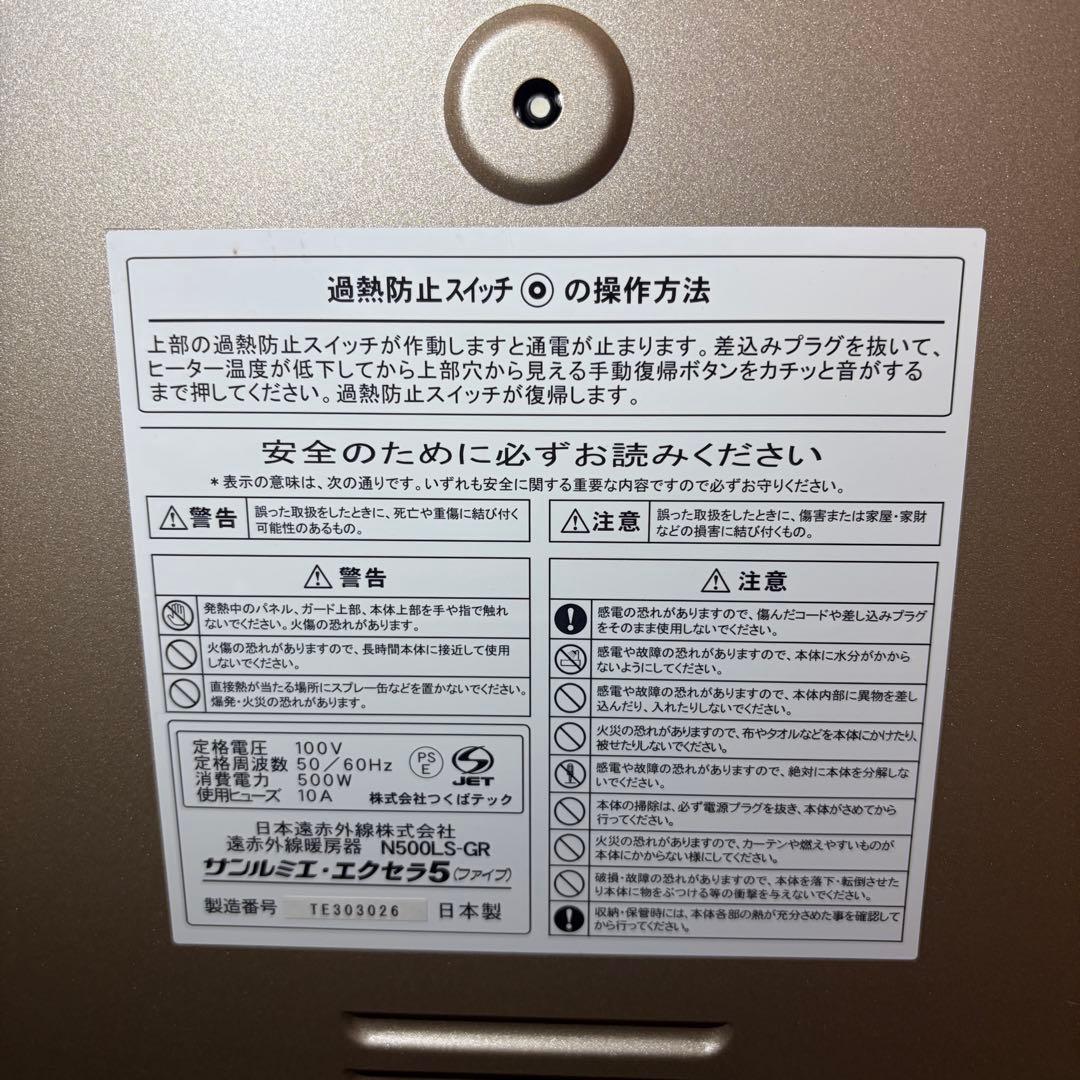 過熱防止スイッチ◎の操作方法
上部の過熱防止スイッチが作動しますと通電が止まります。差込みプラグを抜いて、
ヒーター温度が低下してから上部穴から見える手動復帰ボタンをカチッと音がする
まで押してください。過熱防止スイッチが復帰します。
安全のために必ずお読みください
*表示の意味は、次の通りです。いずれも安全に関する重要な内容ですので必ずお守りください。
⚠警告
誤った取扱をしたときに、死亡や重傷に結び付く
可能性のあるもの。
⚠注意
誤った取扱をしたときに、傷害または家屋・家財
などの損害に結び付くもの。
⚠警告
発熱中のパネル、ガード上部、本体上部を手や指で触れ
ないでください。火傷の恐れがあります。
火傷の恐れがありますので、長時間本体に接近して使用
しないでください。
直接熱が当たる場所にスプレー缶などを置かないでください。
爆発・火災の恐れがあります。
定格電圧 100V
定格周波数 50/60Hz
消費電力 500W
使用ヒューズ 10A
PS
E
JET
株式会社つくばテック
日本遠赤外線株式会社
遠赤外線暖房器 N500LS-GR
サンルミエ・エクセラ5(ファイブ)
製造番号 TE303026 日本製
⚠注意
感電の恐れがありますので、傷んだコードや差し込みプラグ
をそのまま使用しないでください。
感電や故障の恐れがありますので、本体に水分がかから
ないようにしてください。
感電や故障の恐れがありますので、本体内部に異物を差し
込んだり、入れたりしないでください。
火災の恐れがありますので、布やタオルなどを本体にかけたり、
被せたりしないでください。
感電や故障の恐れがありますので、絶対に本体を分解しな
いでください。
本体の掃除は、必ず電源プラグを抜き、本体がさめてから
行ってください。
火災の恐れがありますので、カーテンや燃えやすいものが
本体にかからない様にしてください。
破損・故障の恐れがありますので、本体を落下・転倒させた
り本体に物をぶつける等の衝撃を与えないでください。
収納・保管時には、本体各部の熱が充分さめた事を確認して
から行ってください。